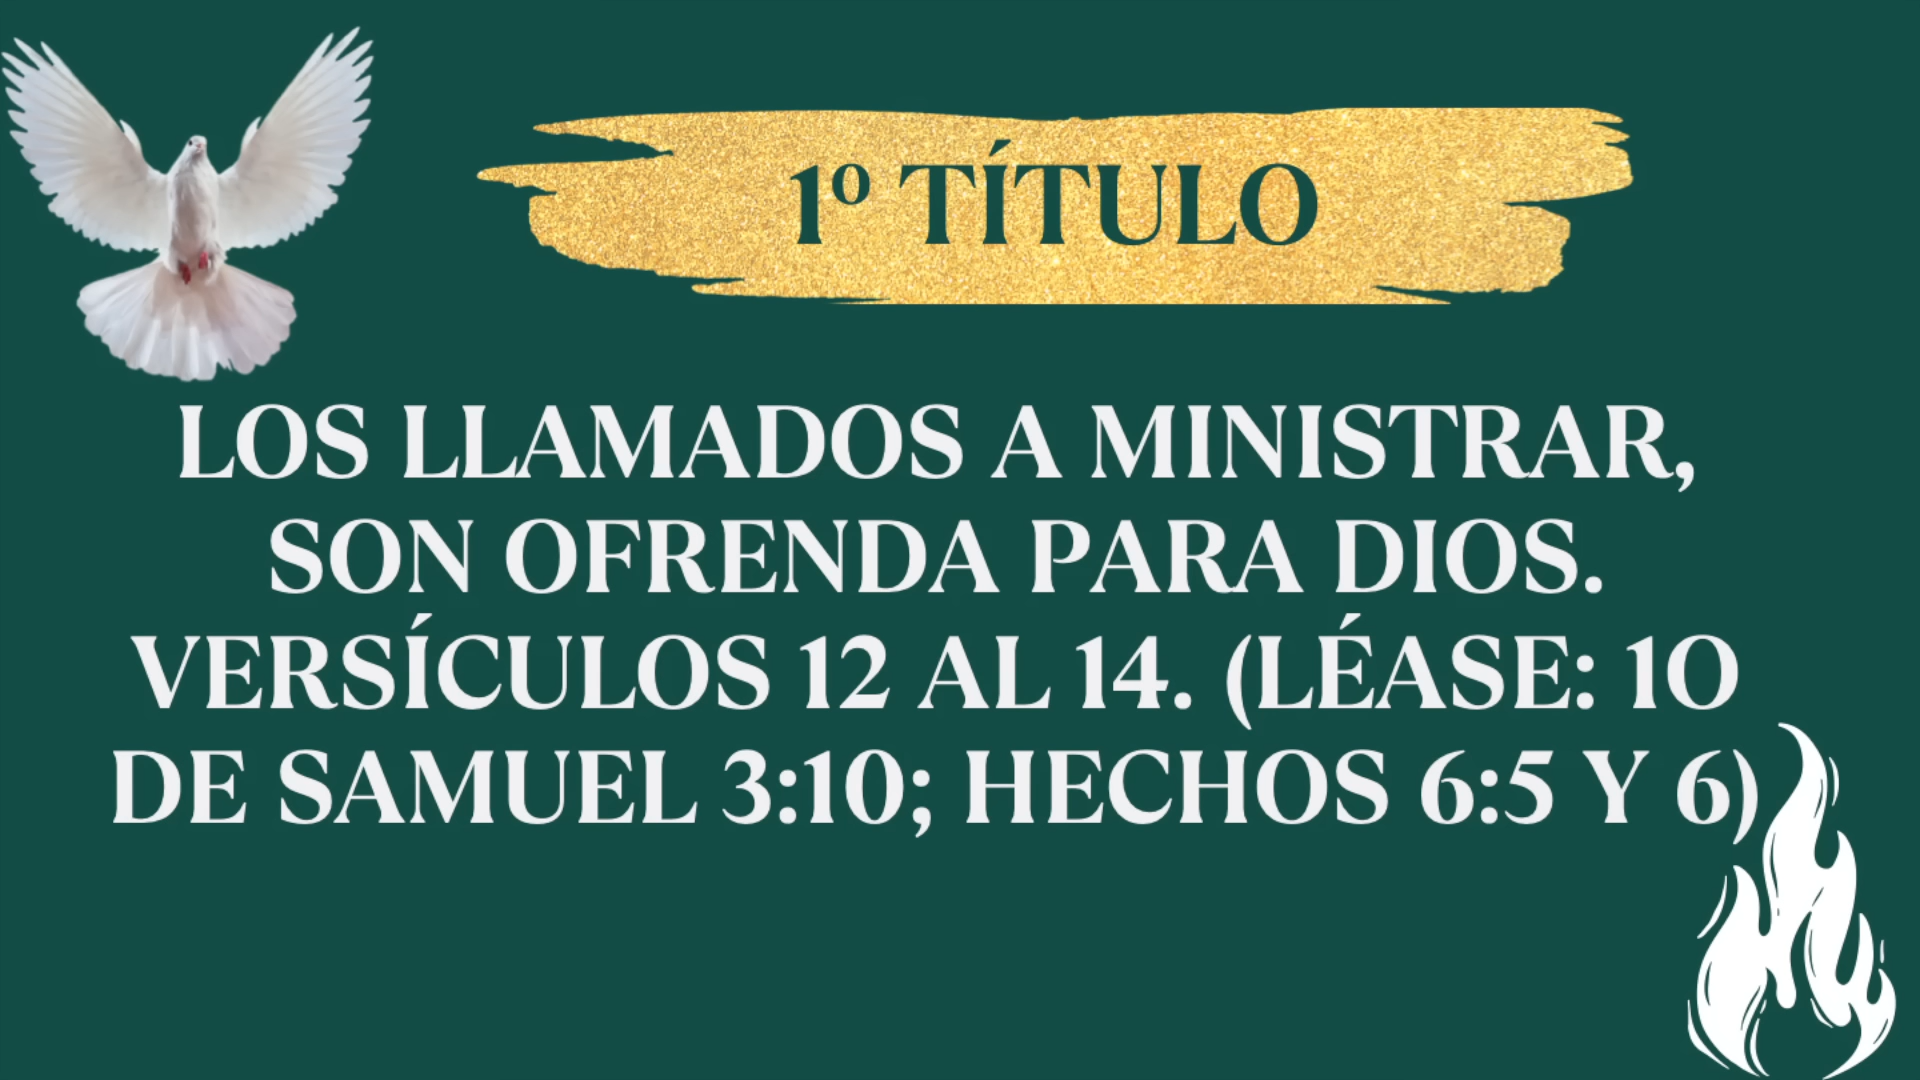 1º TÍTULO
LOS LLAMADOS A MINISTRAR,
SON OFRENDA PARA DIOS.
VERSÍCULOS 12 AL 14. (LÉASE: 1O
DE SAMUEL 3:10; HECHOS 6:5 Y 6)